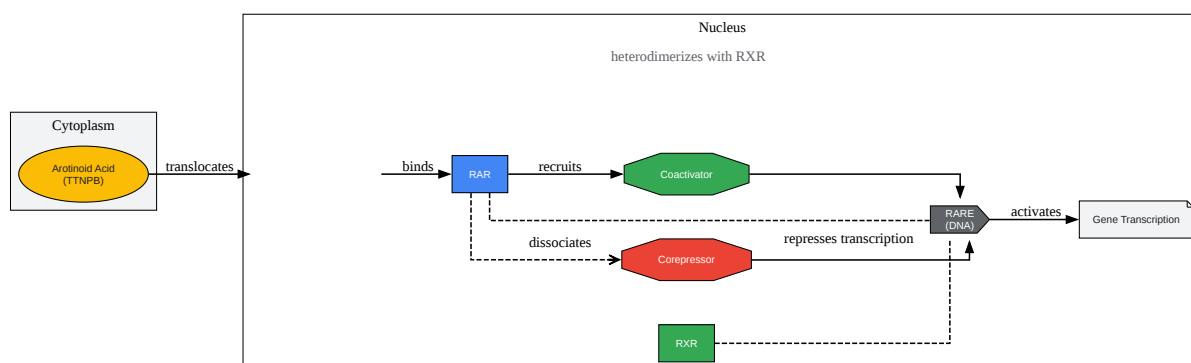 Nucleus
heterodimerizes with RXR
Cytoplasm
Arotinoid Acid
(TTNPB)
translocates
binds
RAR
recruits
Coactivator
RARE
(DNA)
activates
Gene Transcription
dissociates
Corepressor
represses transcription
RXR